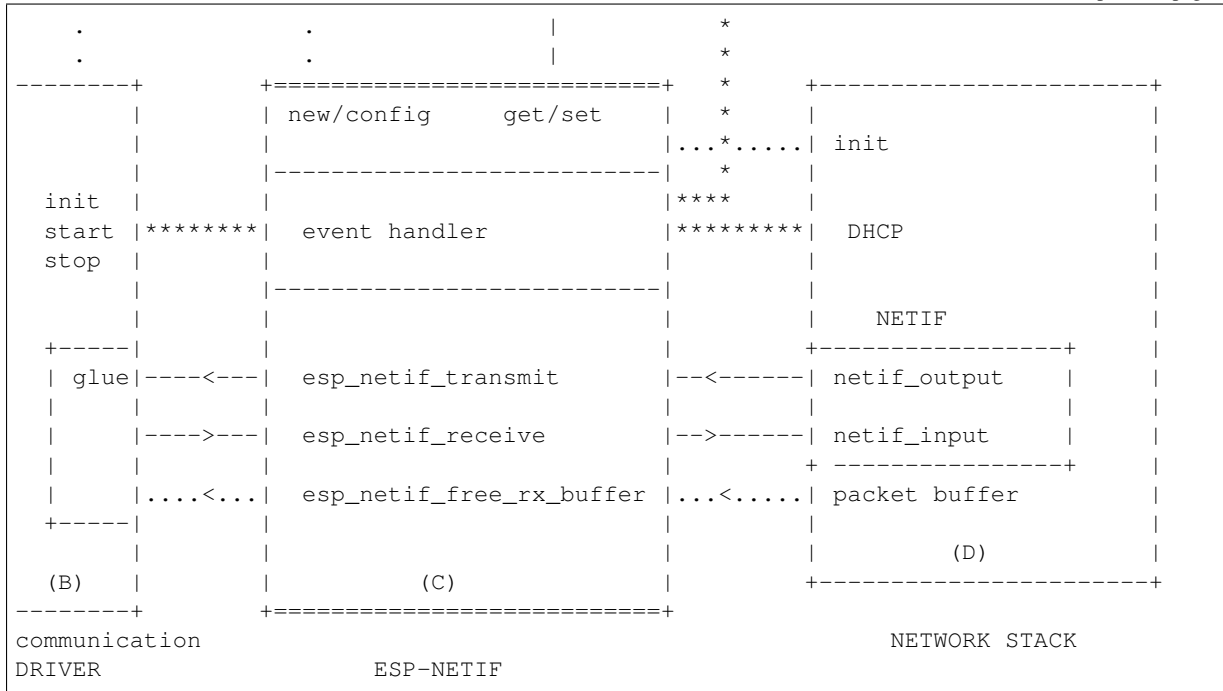 .               .                 |           *
     .               .                 |           *
--------+         +===========================+   *     +-----------------------+
        |         | new/config     get/set    |   *     |                       |
        |         |                           |...*.....| init                  |
        |         |---------------------------|   *     |                       |
  init  |         |                           |****     |                       |
  start |********|  event handler            |*********|  DHCP                 |
  stop  |         |                           |         |                       |
        |         |---------------------------|         |                       |
        |         |                           |         |    NETIF              |
  +-----|         |                           |         +-----------------+     |
  | glue|----<---|  esp_netif_transmit       |--<------| netif_output    |     |
  |     |         |                           |         |                 |     |
  |     |---->---|  esp_netif_receive        |-->------| netif_input     |     |
  |     |         |                           |         + ----------------+     |
  |     |....<...|  esp_netif_free_rx_buffer |...<.....| packet buffer         |
  +-----|         |                           |         |                       |
        |         |                           |         |         (D)           |
  (B)   |         |          (C)              |         +-----------------------+
--------+         +===========================+
communication                                                NETWORK STACK
DRIVER                   ESP-NETIF